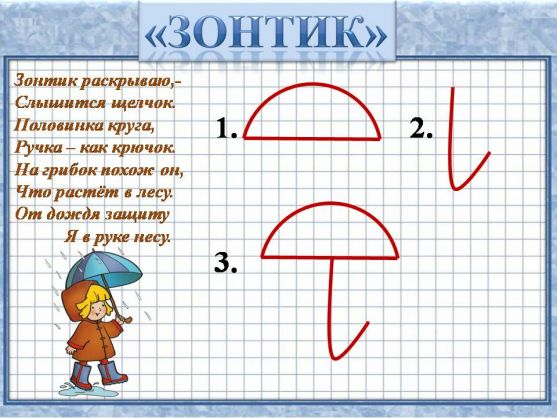 «ЗОНТИК»
Зонтик раскрываю,-
Слышится щелчок.
Половинка круга,
Ручка – как крючок.
На грибок похож он,
Что растёт в лесу.
От дождя защиту
Я в руке несу.
1.
2.
3.